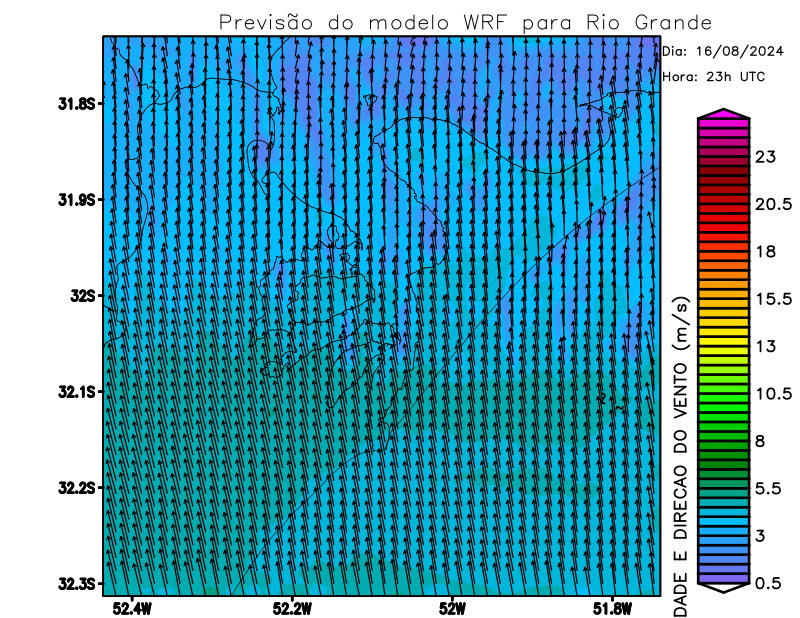 Previsão do modelo WRF para Rio Grande
Dia: 16/08/2024
Hora: 23h UTC
31.8S
31.9S
32S
32.1S
32.2S
32.3S
52.4W
52.2W
52W
51.8W
23
20.5
18
15.5
13
10.5
8
5.5
3
0.5
DADE E DIRECAO DO VENTO (m/s)